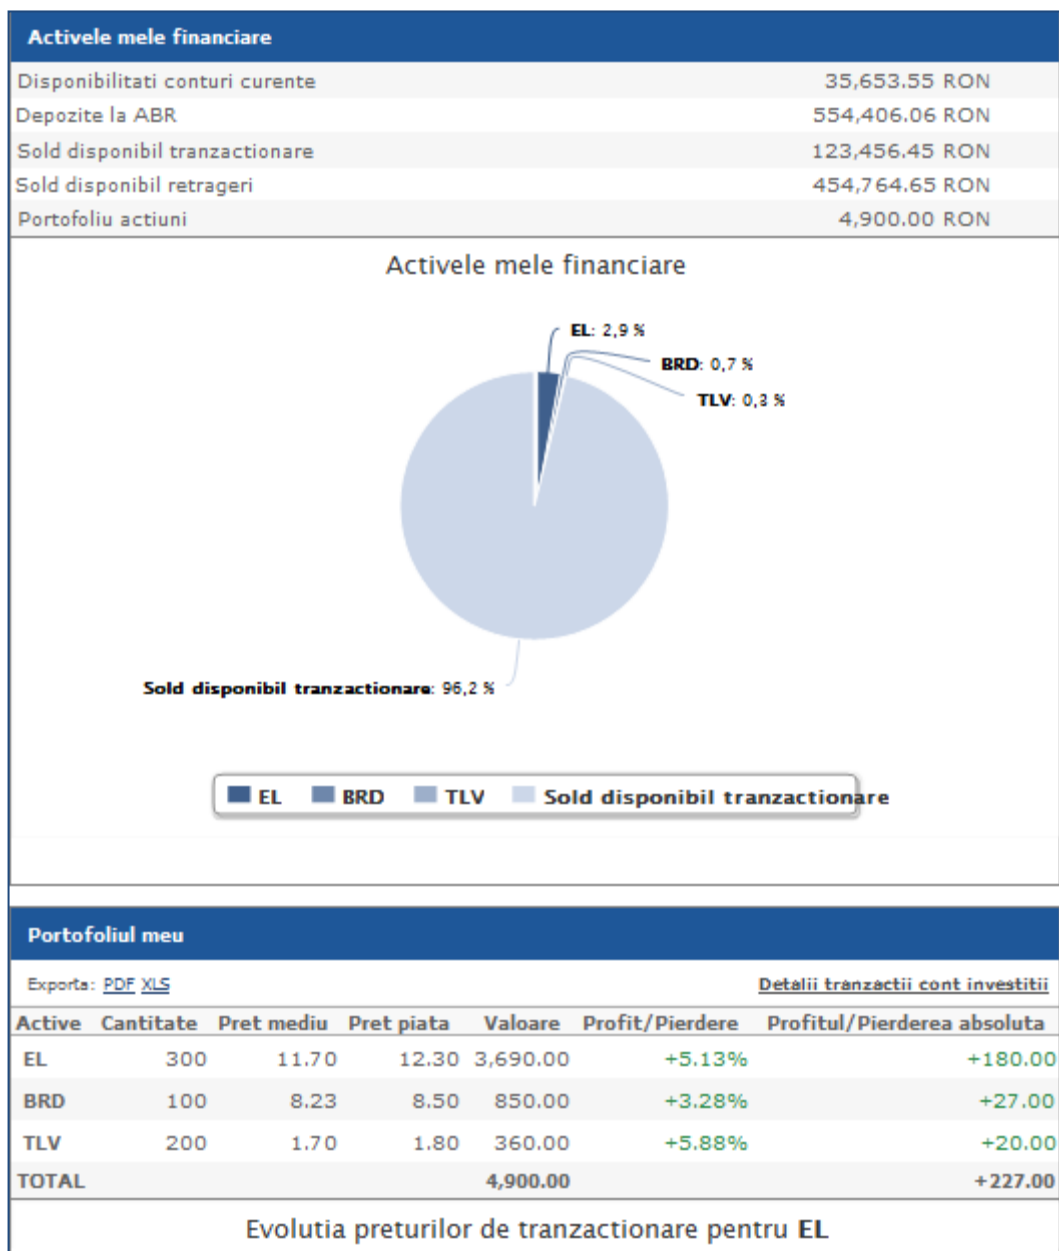 Activele mele financiare
Disponibilitati conturi curente 35,653.55 RON
Depozite la ABR 554,406.06 RON
Sold disponibil tranzactionare 123,456.45 RON
Sold disponibil retrageri 454,764.65 RON
Portofoliu actiuni 4,900.00 RON
Activele mele financiare
EL: 2,9 %
BRD: 0,7 %
TLV: 0,3 %
Sold disponibil tranzactionare: 96,2 %
EL BRD TLV Sold disponibil tranzactionare
Portofoliul meu
Exporta: PDF XLS Detalii tranzactii cont investitii
Active Cantitate Pret mediu Pret piata Valoare Profit/Pierdere Profitul/Pierderea absoluta
EL 300 11.70 12.30 3,690.00 +5.13% +180.00
BRD 100 8.23 8.50 850.00 +3.28% +27.00
TLV 200 1.70 1.80 360.00 +5.88% +20.00
TOTAL 4,900.00 +227.00
Evolutia preturilor de tranzactionare pentru EL